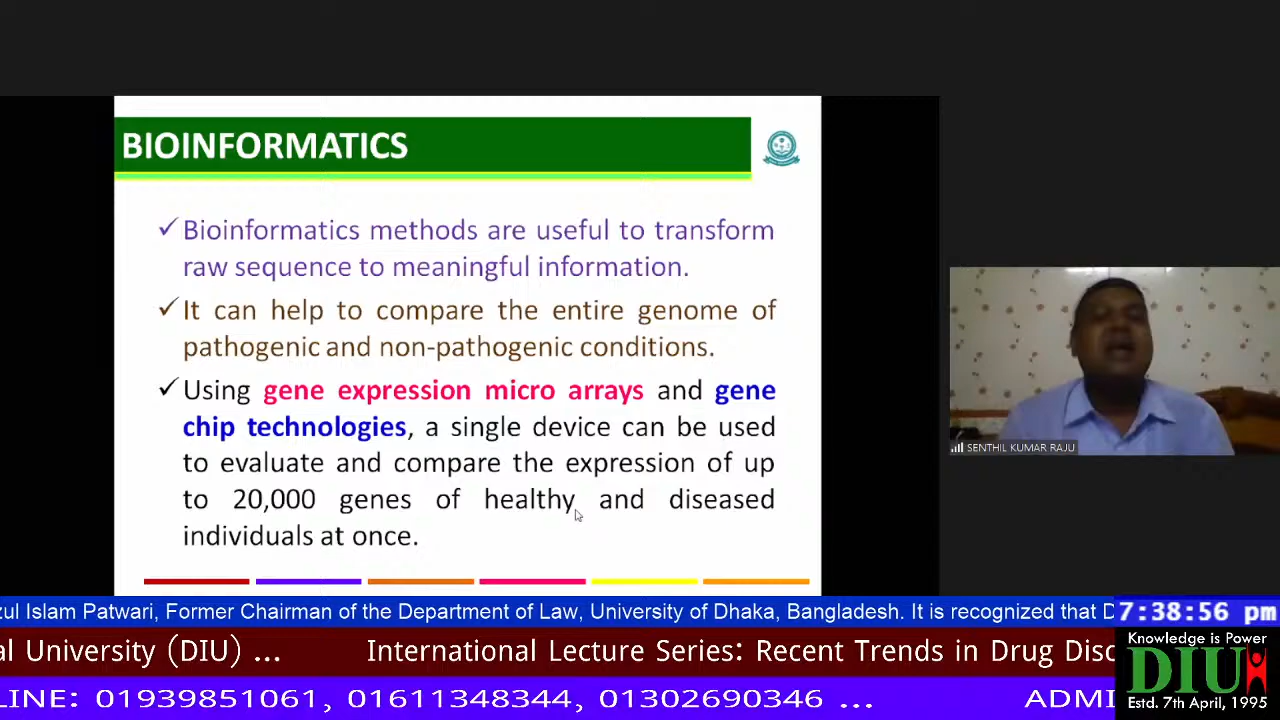 BIOINFORMATICS
✓Bioinformatics methods are useful to transform
raw sequence to meaningful information.
✓It can help to compare the entire genome of
pathogenic and non-pathogenic conditions.
✓Using gene expression micro arrays and gene
chip technologies, a single device can be used
to evaluate and compare the expression of up
to 20,000 genes of healthy and diseased
individuals at once.
SENTHIL KUMAR RAJU
zul Islam Patwari, Former Chairman of the Department of Law, University of Dhaka, Bangladesh. It is recognized that D
7:38:56 pm
al University (DIU) ... International Lecture Series: Recent Trends in Drug Disc
Knowledge is Power
DIU
Estd. 7th April, 1995
LINE: 01939851061, 01611348344, 01302690346 ... ADMI